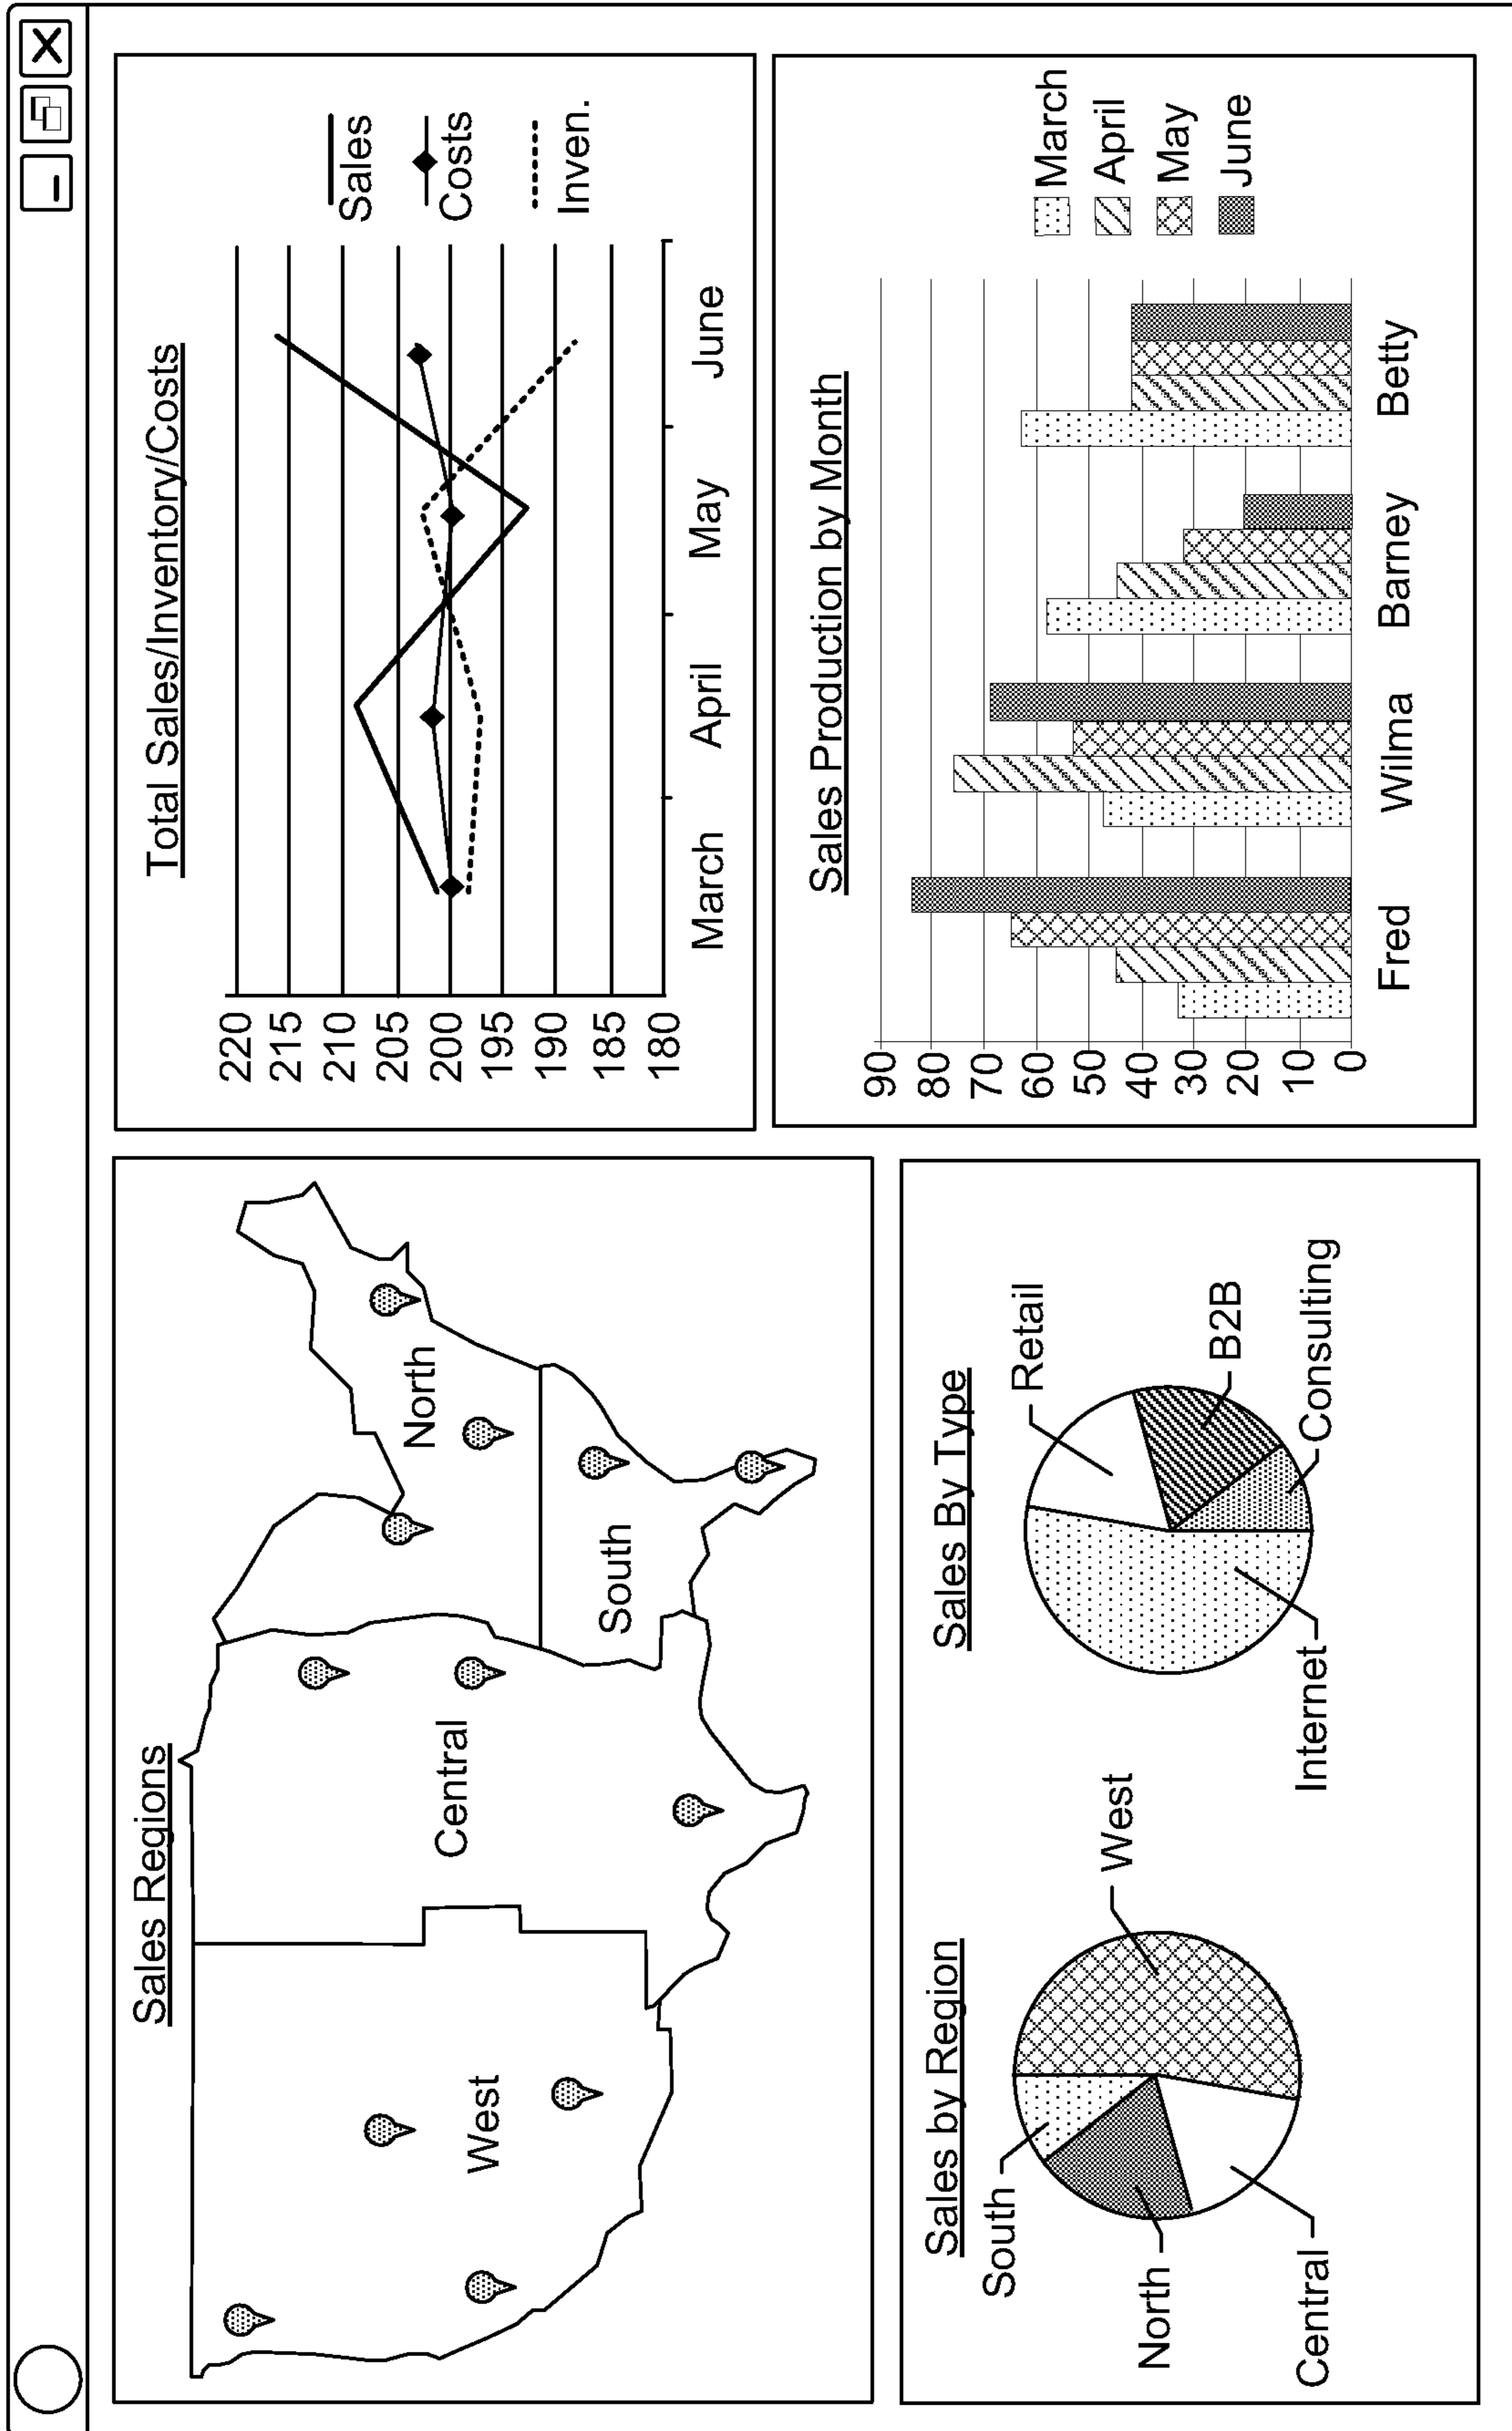 Sales Regions
West
Central
North
South
Total Sales/Inventory/Costs
220
215
210
205
200
195
190
185
180
March April May June
Sales
Costs
Inven.
Sales by Region
South
North
Central
West
Sales By Type
Retail
B2B
Consulting
Internet
Sales Production by Month
90
80
70
60
50
40
30
20
10
0
Fred Wilma Barney Betty
March
April
May
June